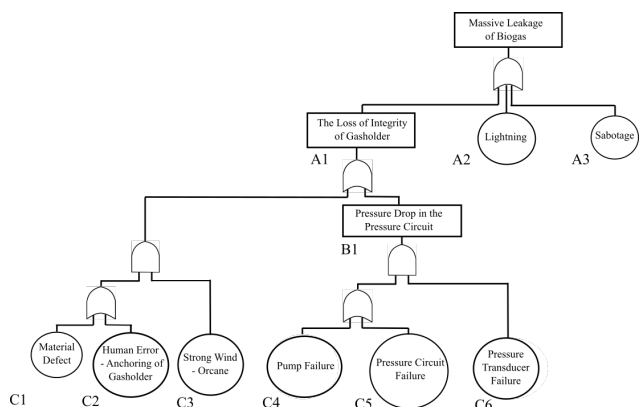 Massive Leakage
of Biogas
The Loss of Integrity
of Gasholder
A1
Lightning
A2
Sabotage
A3
Pressure Drop in the
Pressure Circuit
B1
Material
Defect
C1
Human Error
- Anchoring of
Gasholder
C2
Strong Wind
- Orcane
C3
Pump Failure
C4
Pressure Circuit
Failure
C5
Pressure
Transducer
Failure
C6